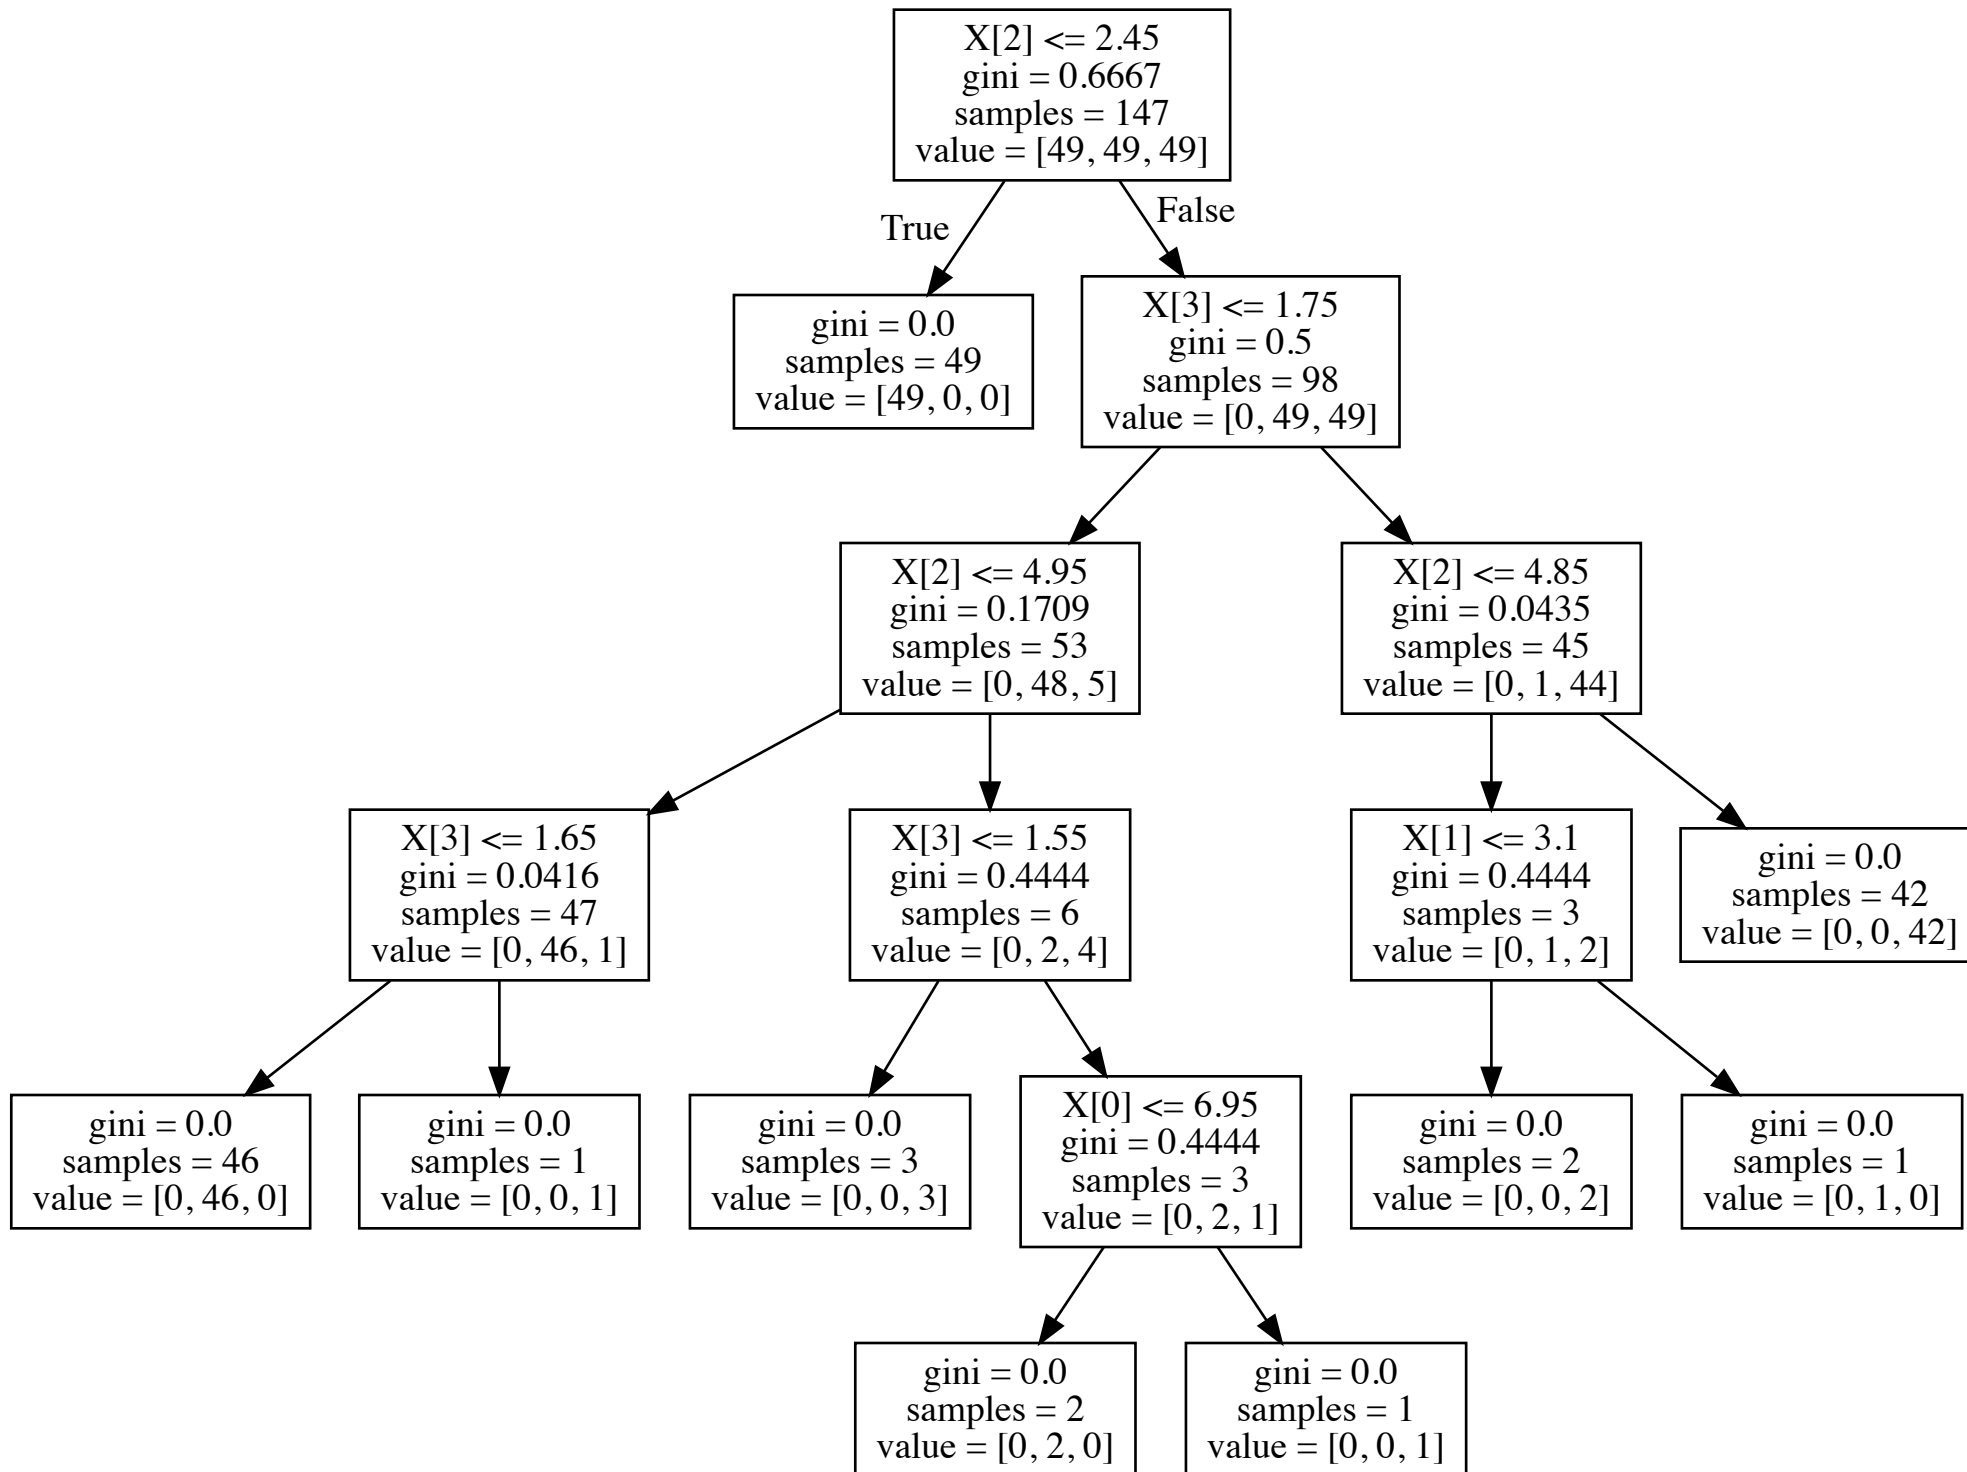 X[2] <= 2.45
gini = 0.6667
samples = 147
value = [49, 49, 49]
True
False
gini = 0.0
samples = 49
value = [49, 0, 0]
X[3] <= 1.75
gini = 0.5
samples = 98
value = [0, 49, 49]
X[2] <= 4.95
gini = 0.1709
samples = 53
value = [0, 48, 5]
X[2] <= 4.85
gini = 0.0435
samples = 45
value = [0, 1, 44]
X[3] <= 1.65
gini = 0.0416
samples = 47
value = [0, 46, 1]
X[3] <= 1.55
gini = 0.4444
samples = 6
value = [0, 2, 4]
X[1] <= 3.1
gini = 0.4444
samples = 3
value = [0, 1, 2]
gini = 0.0
samples = 42
value = [0, 0, 42]
gini = 0.0
samples = 46
value = [0, 46, 0]
gini = 0.0
samples = 1
value = [0, 0, 1]
gini = 0.0
samples = 3
value = [0, 0, 3]
X[0] <= 6.95
gini = 0.4444
samples = 3
value = [0, 2, 1]
gini = 0.0
samples = 2
value = [0, 0, 2]
gini = 0.0
samples = 1
value = [0, 1, 0]
gini = 0.0
samples = 2
value = [0, 2, 0]
gini = 0.0
samples = 1
value = [0, 0, 1]